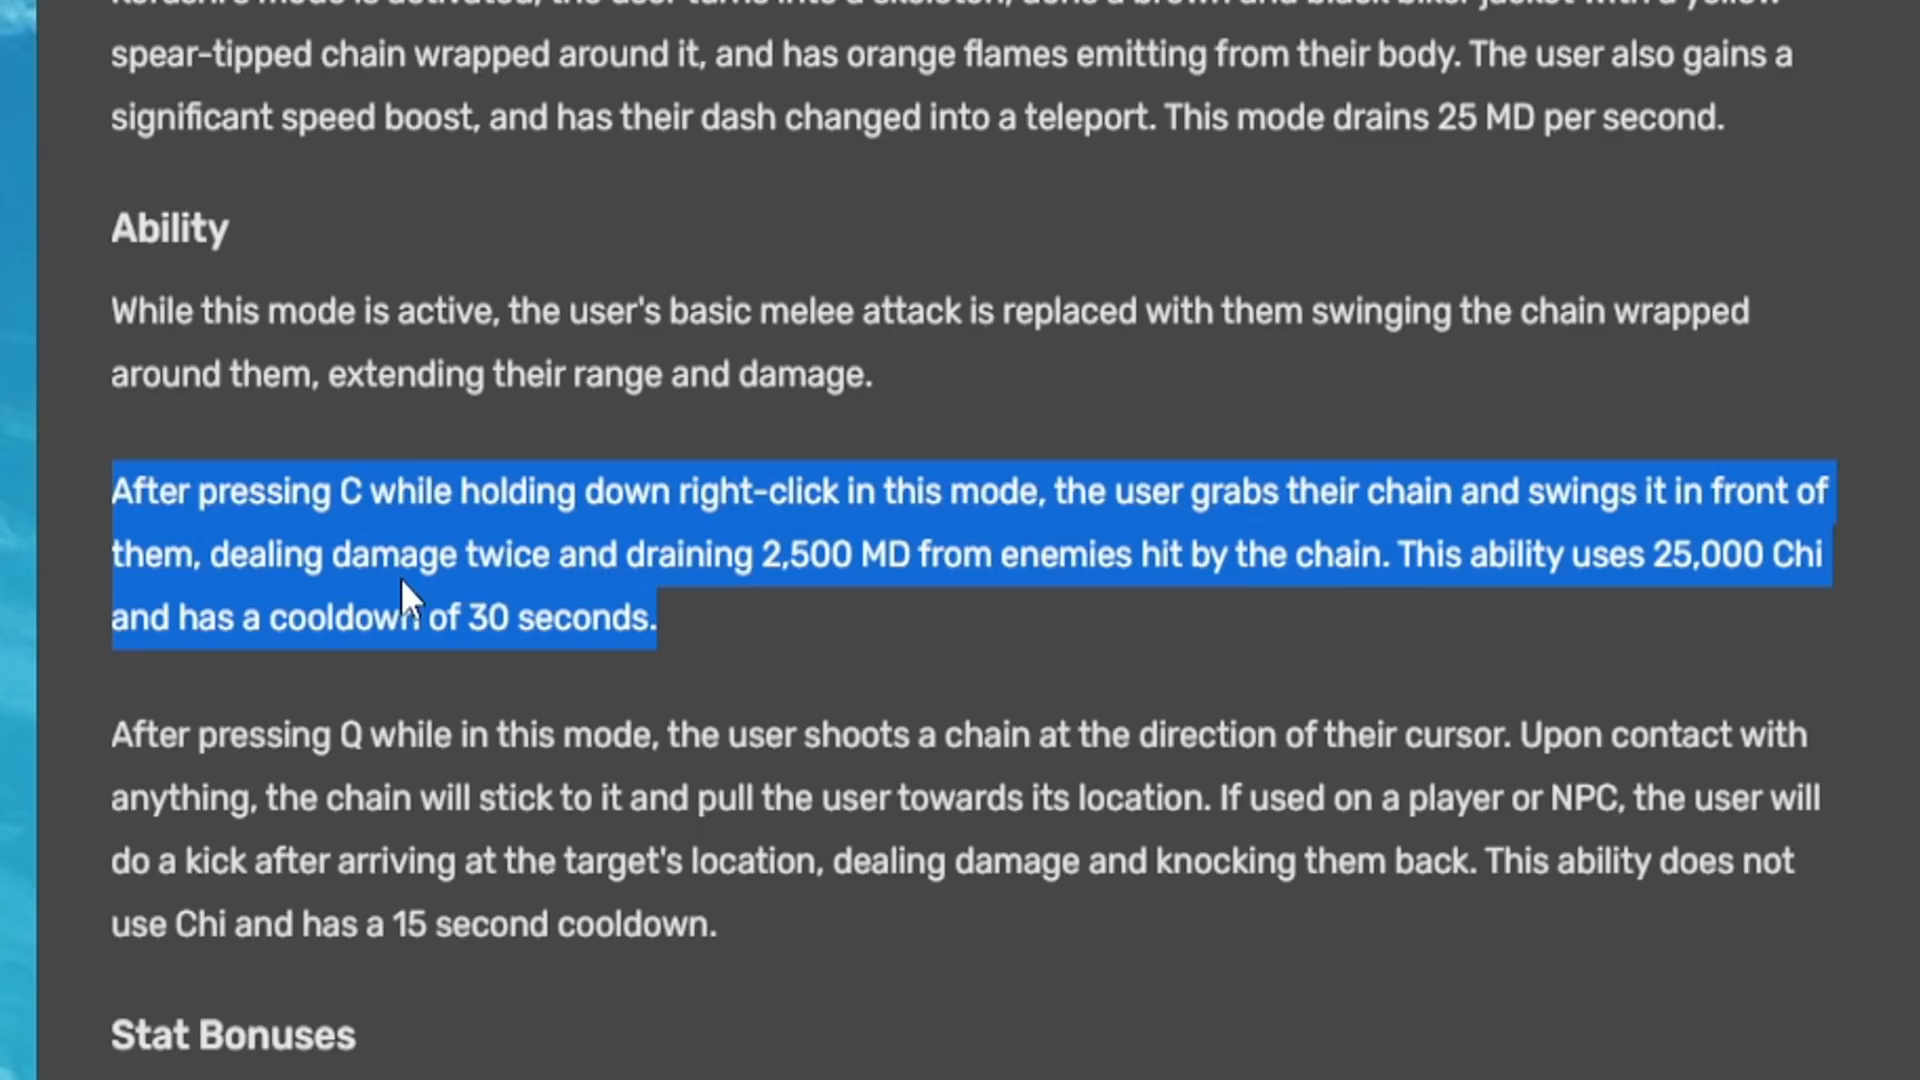 spear-tipped chain wrapped around it, and has orange flames emitting from their body. The user also gains a
significant speed boost, and has their dash changed into a teleport. This mode drains 25 MD per second.
Ability
While this mode is active, the user's basic melee attack is replaced with them swinging the chain wrapped
around them, extending their range and damage.
After pressing C while holding down right-click in this mode, the user grabs their chain and swings it in front of
them, dealing damage twice and draining 2,500 MD from enemies hit by the chain. This ability uses 25,000 Chi
and has a cooldown of 30 seconds.
After pressing Q while in this mode, the user shoots a chain at the direction of their cursor. Upon contact with
anything, the chain will stick to it and pull the user towards its location. If used on a player or NPC, the user will
do a kick after arriving at the target's location, dealing damage and knocking them back. This ability does not
use Chi and has a 15 second cooldown.
Stat Bonuses